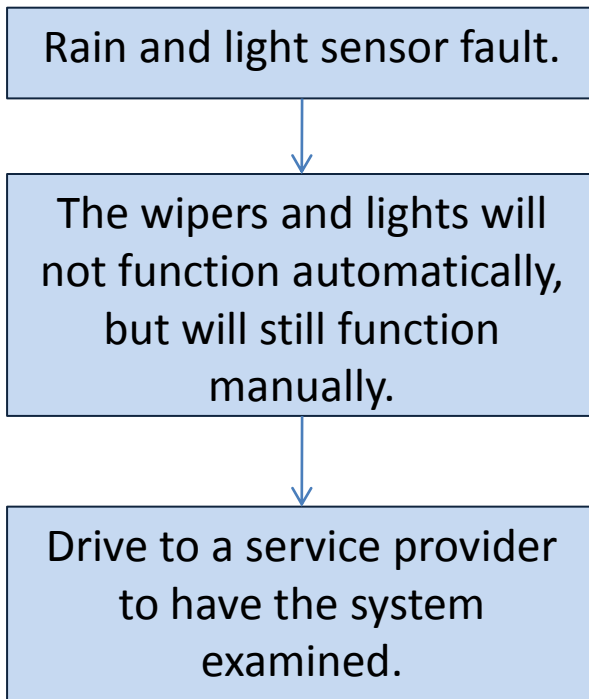 Rain and light sensor fault.
The wipers and lights will
not function automatically,
but will still function
manually.
Drive to a service provider
to have the system
examined.